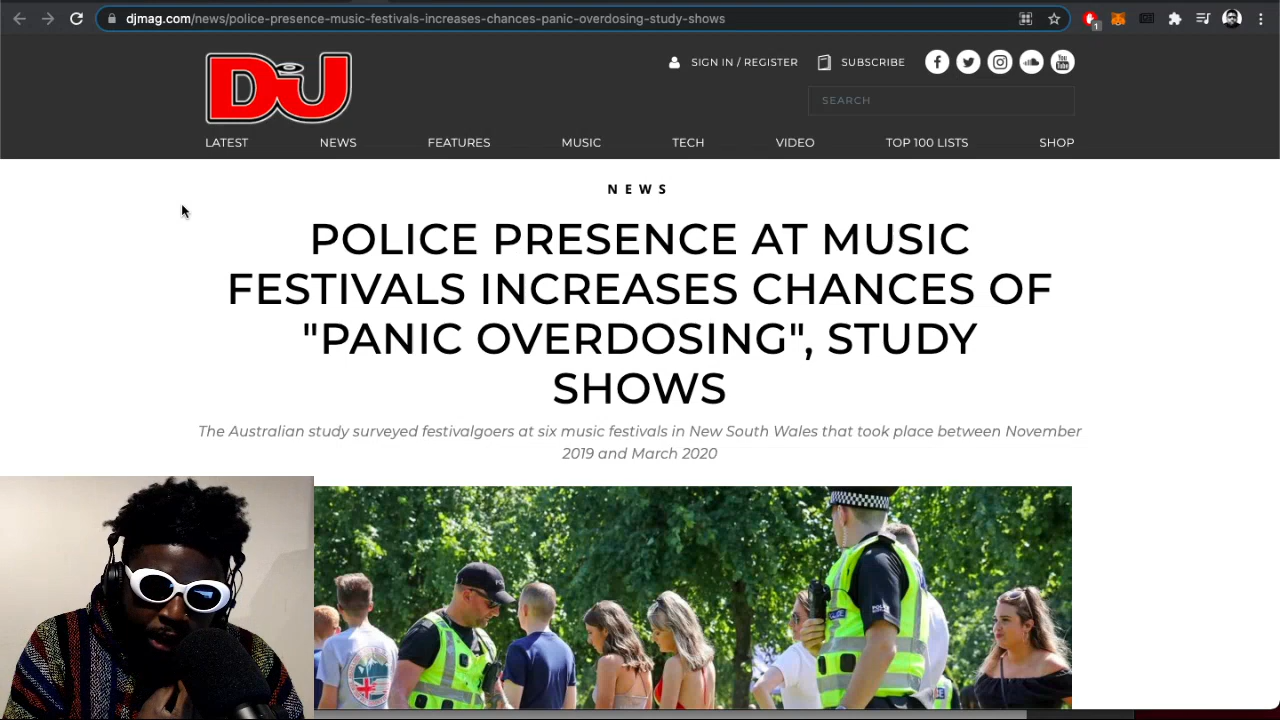 djmag.com/news/police-presence-music-festivals-increases-chances-panic-overdosing-study-shows
1
DJ
SIGN IN / REGISTER
SUBSCRIBE
You Tube
SEARCH
LATEST NEWS FEATURES MUSIC TECH VIDEO TOP 100 LISTS SHOP
NEWS
POLICE PRESENCE AT MUSIC
FESTIVALS INCREASES CHANCES OF
"PANIC OVERDOSING", STUDY
SHOWS
The Australian study surveyed festivalgoers at six music festivals in New South Wales that took place between November
2019 and March 2020